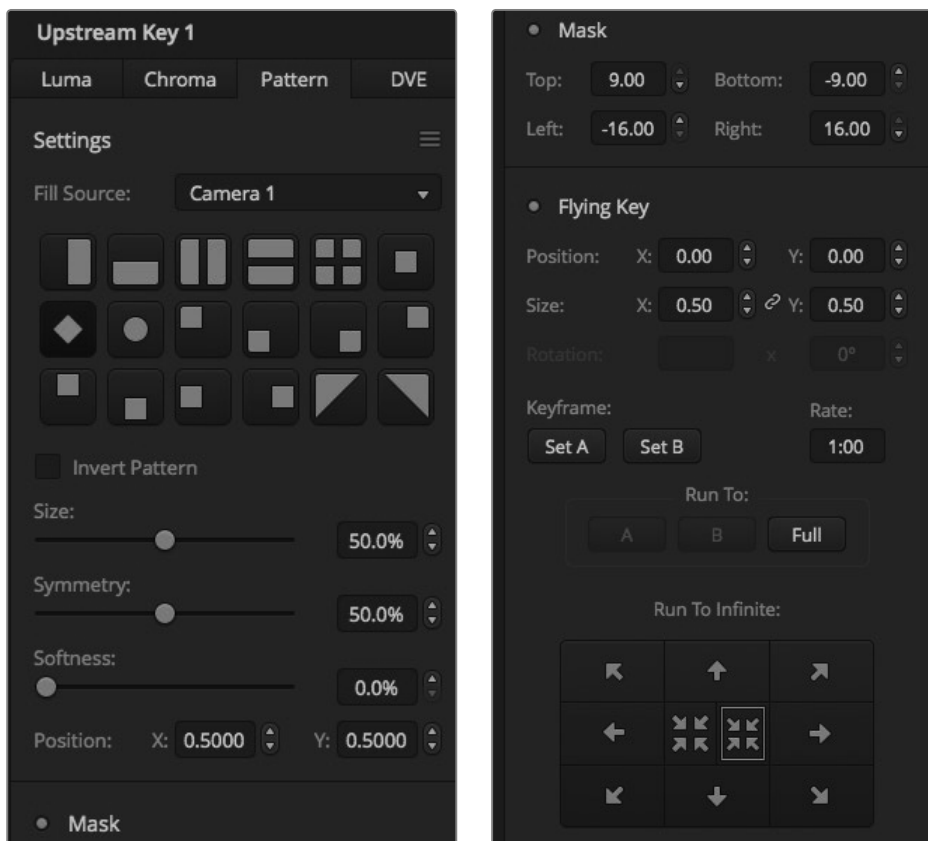 Upstream Key 1
Luma Chroma Pattern DVE
Settings
Fill Source: Camera 1
Invert Pattern
Size:
50.0%
Symmetry:
50.0%
Softness:
0.0%
Position: X: 0.5000 Y: 0.5000
Mask
Mask
Top: 9.00 Bottom: -9.00
Left: -16.00 Right: 16.00
Flying Key
Position: X: 0.00 Y: 0.00
Size: X: 0.50 Y: 0.50
Rotation: x 0°
Keyframe: Rate:
Set A Set B 1:00
Run To:
A B Full
Run To Infinite: